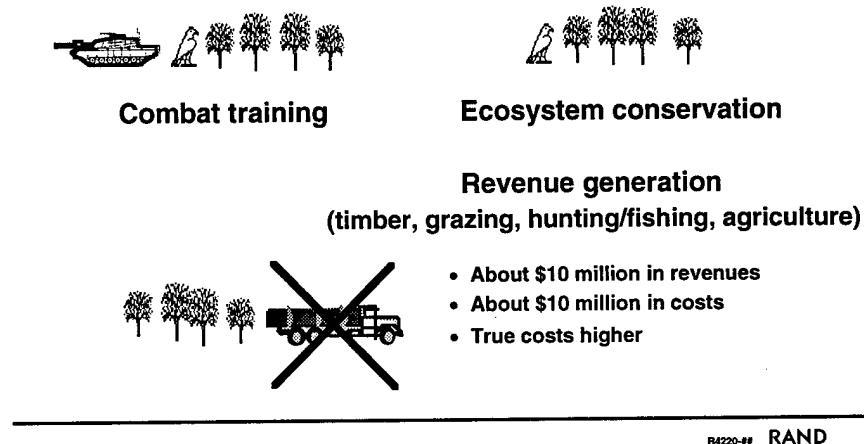 Combat training
Ecosystem conservation
Revenue generation
(timber, grazing, hunting/fishing, agriculture)
• About $10 million in revenues
• About $10 million in costs
• True costs higher
B4220-## RAND